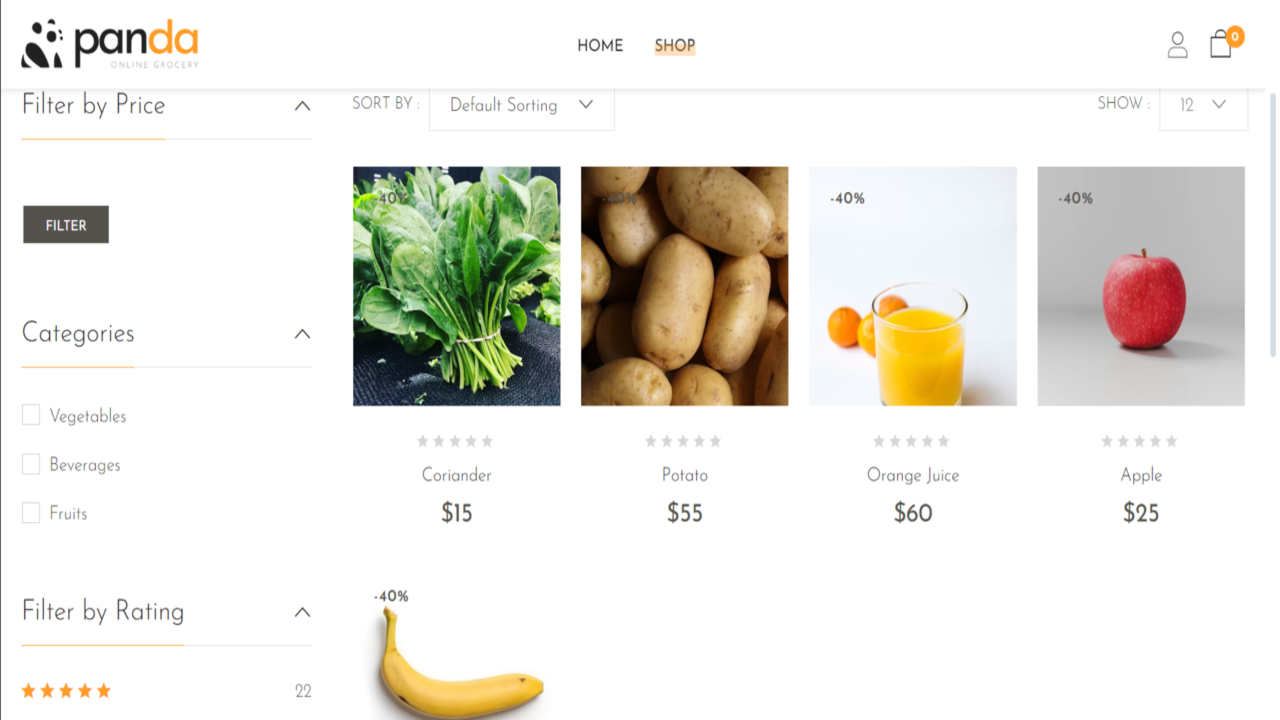 panda
ONLINE GROCERY
HOME SHOP
0
Filter by Price
SORT BY : Default Sorting
SHOW : 12
FILTER
Categories
Vegetables
Beverages
Fruits
Filter by Rating
22
-40%
-40%
-40%
-40%
Coriander
$15
Potato
$55
Orange Juice
$60
Apple
$25
-40%